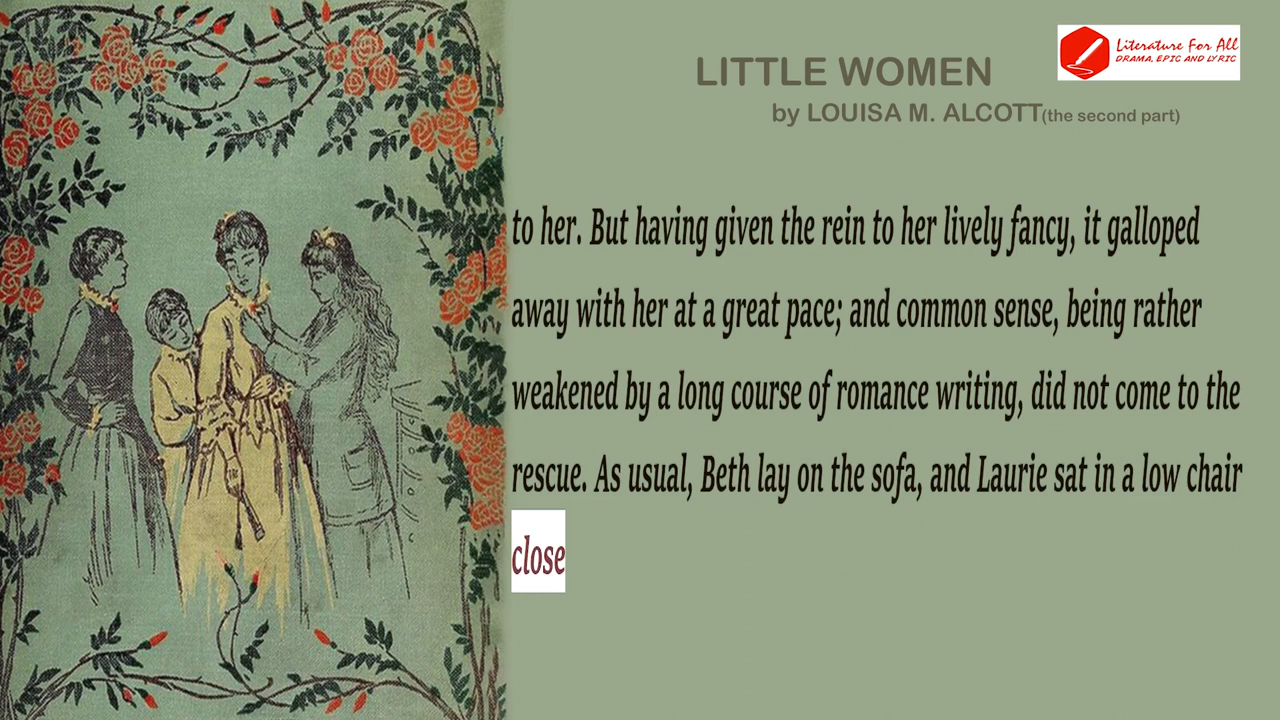 Literature For All
DRAMA, EPIC AND LYRIC
LITTLE WOMEN
by LOUISA M. ALCOTT(the second part)
to her. But having given the rein to her lively fancy, it galloped
away with her at a great pace; and common sense, being rather
weakened by a long course of romance writing, did not come to the
rescue. As usual, Beth lay on the sofa, and Laurie sat in a low chair
close